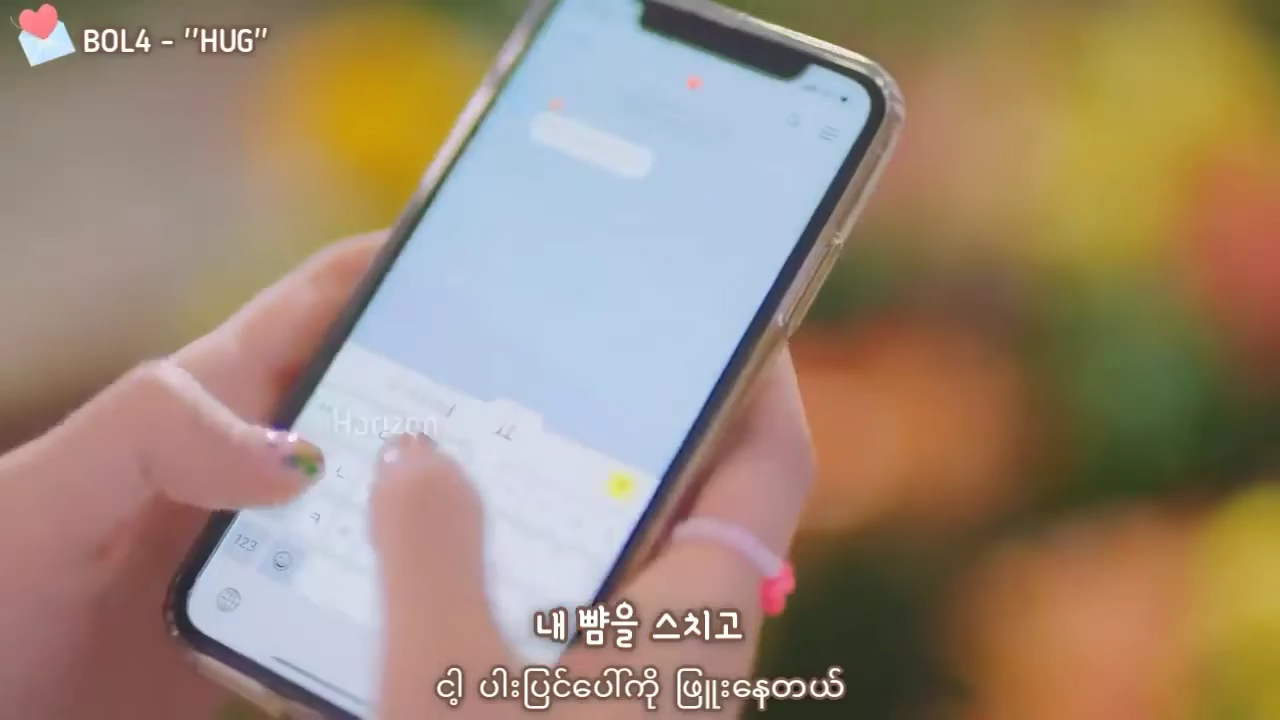 BOL4 - "HUG"
Horizon
123
내 뺨을 스치고
ငါ့ ပါးပြင်ပေါ်ကို ဖြူးနေတယ်